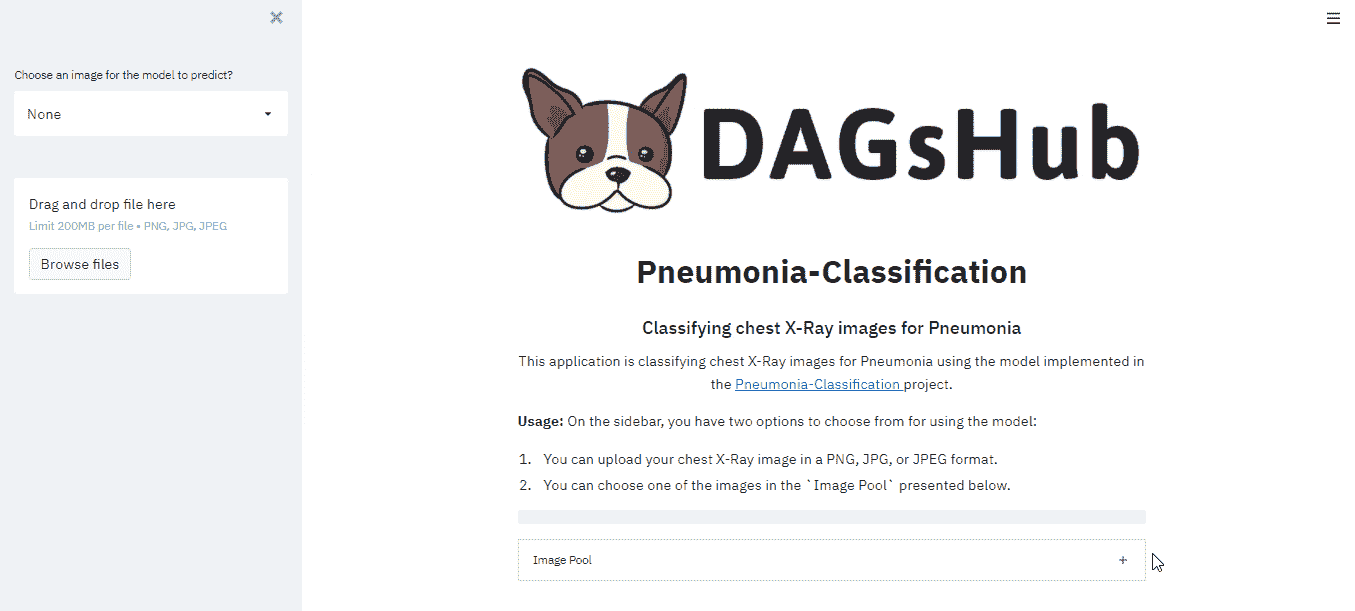 Choose an image for the model to predict?
None
Drag and drop file here
Limit 200MB per file • PNG, JPG, JPEG
Browse files
DAGsHub
Pneumonia-Classification
Classifying chest X-Ray images for Pneumonia
This application is classifying chest X-Ray images for Pneumonia using the model implemented in
the Pneumonia-Classification project.
Usage: On the sidebar, you have two options to choose from for using the model:
1. You can upload your chest X-Ray image in a PNG, JPG, or JPEG format.
2. You can choose one of the images in the `Image Pool` presented below.
Image Pool